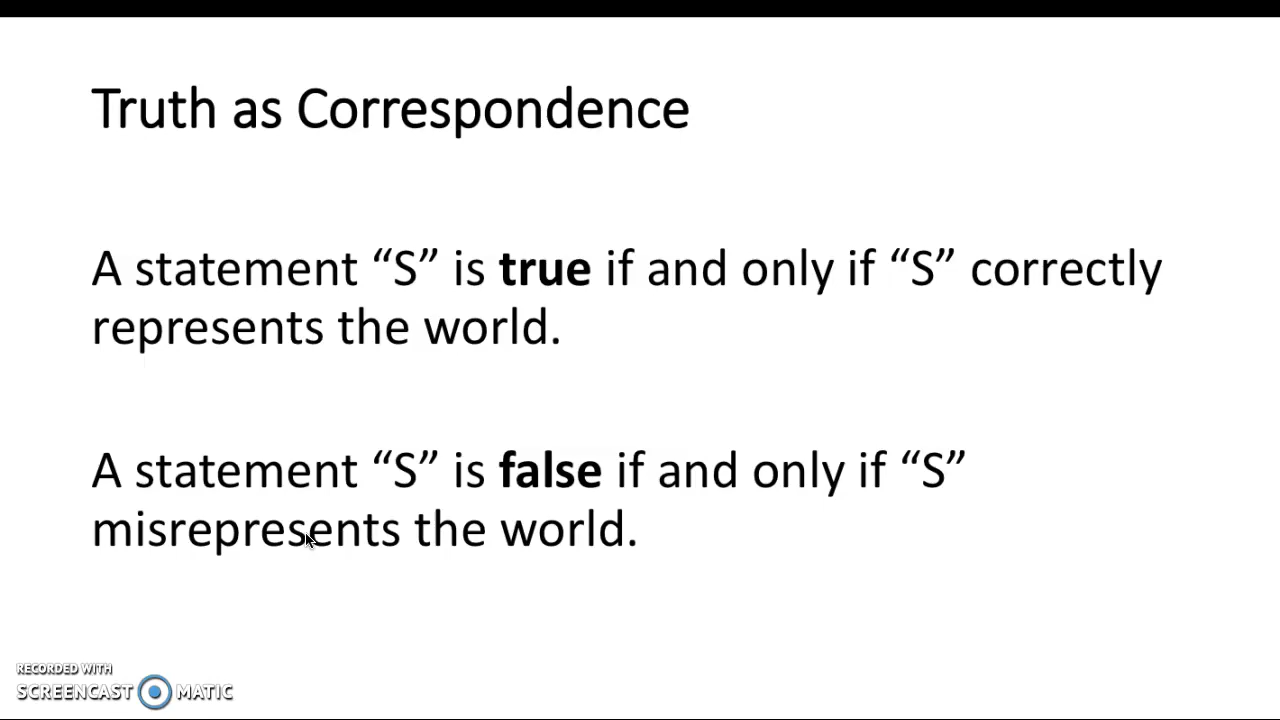 Truth as Correspondence
A statement “S” is true if and only if “S” correctly
represents the world.
A statement “S” is false if and only if “S”
misrepresents the world.
RECORDED WITH
SCREENCAST MATIC